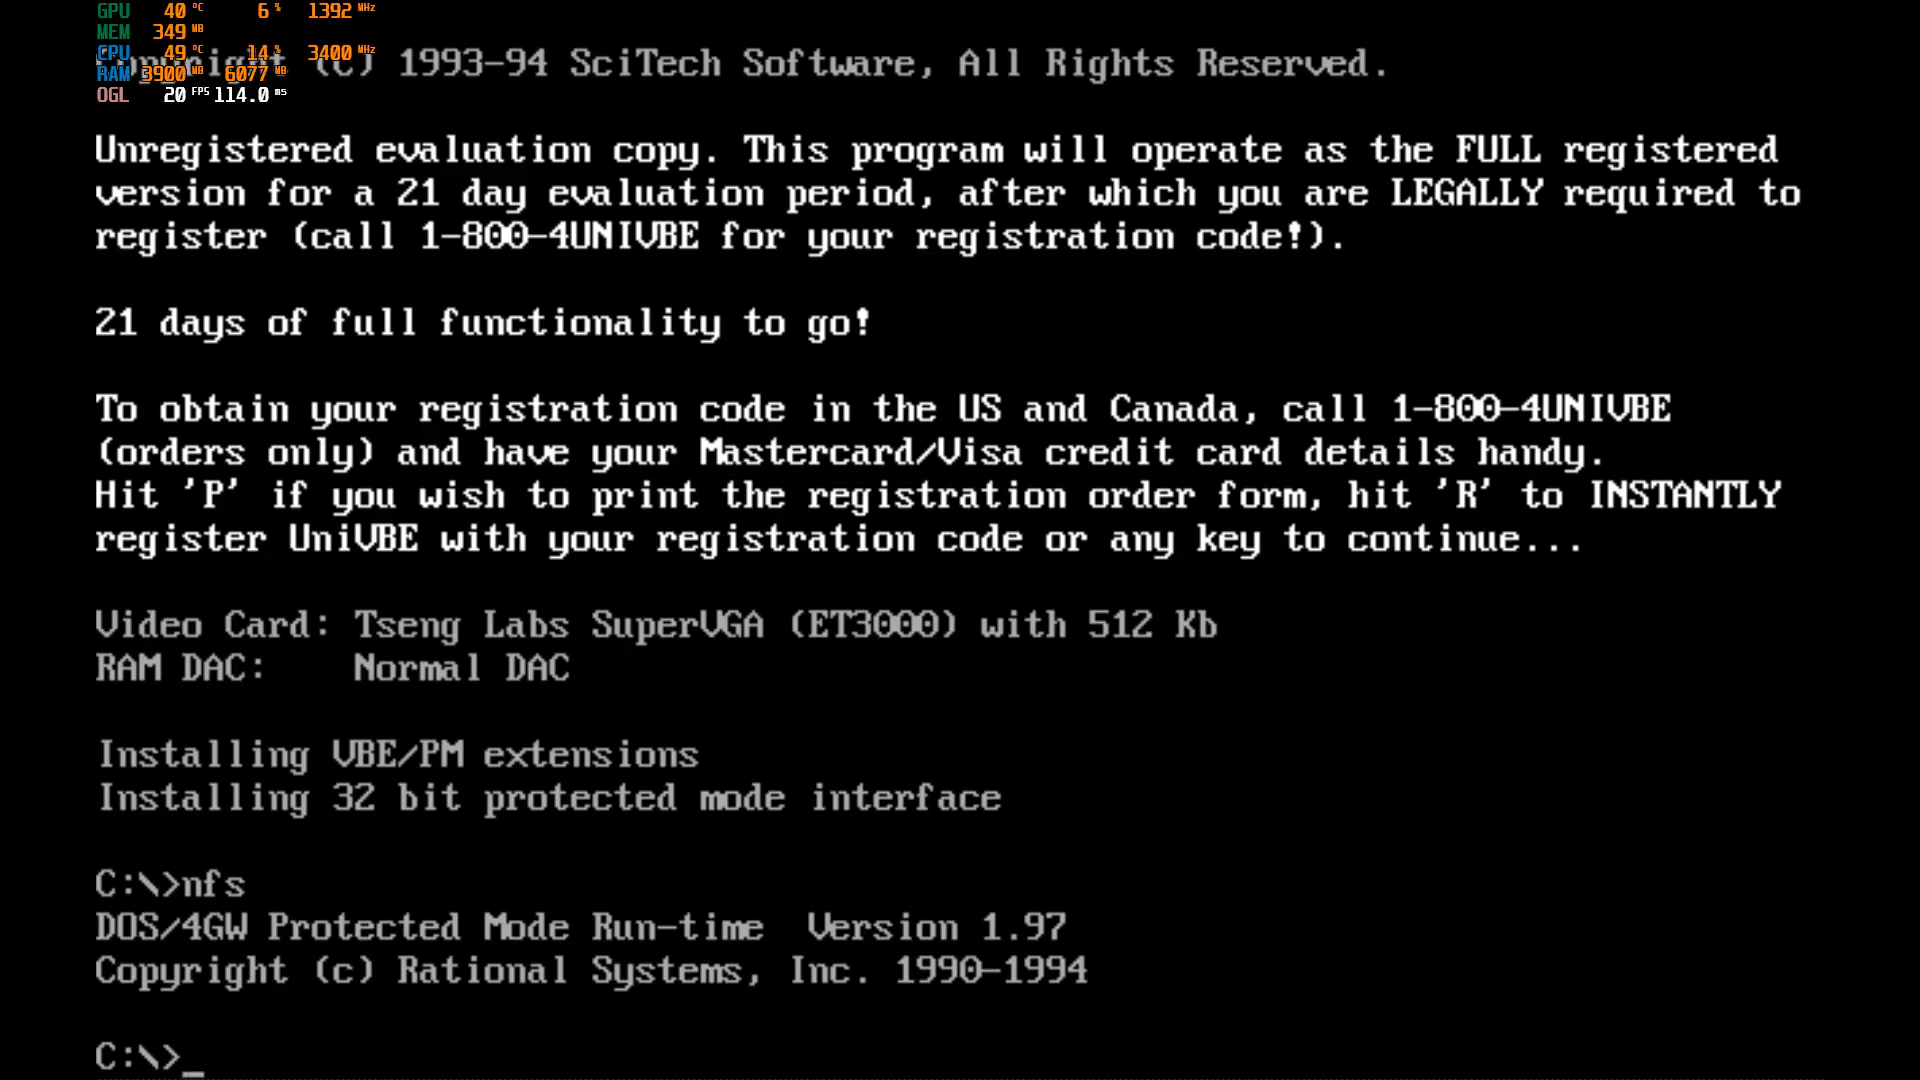 GPU 40 °C 6 % 1392 MHz
MEM 349 MB
CPU 49 °C 14 % 3400 MHz
Copyright (C) 1993-94 SciTech Software, All Rights Reserved.
RAM 3900 MB 6077 MB
OGL 20 FPS 114.0 ms
Unregistered evaluation copy. This program will operate as the FULL registered
version for a 21 day evaluation period, after which you are LEGALLY required to
register (call 1-800-4UNIVBE for your registration code!).
21 days of full functionality to go!
To obtain your registration code in the US and Canada, call 1-800-4UNIVBE
(orders only) and have your Mastercard/Visa credit card details handy.
Hit 'P' if you wish to print the registration order form, hit 'R' to INSTANTLY
register UniVBE with your registration code or any key to continue...
Video Card: Tseng Labs SuperVGA (ET3000) with 512 Kb
RAM DAC: Normal DAC
Installing VBE/PM extensions
Installing 32 bit protected mode interface
C:\>nfs
DOS/4GW Protected Mode Run-time Version 1.97
Copyright (c) Rational Systems, Inc. 1990-1994
C:\>_